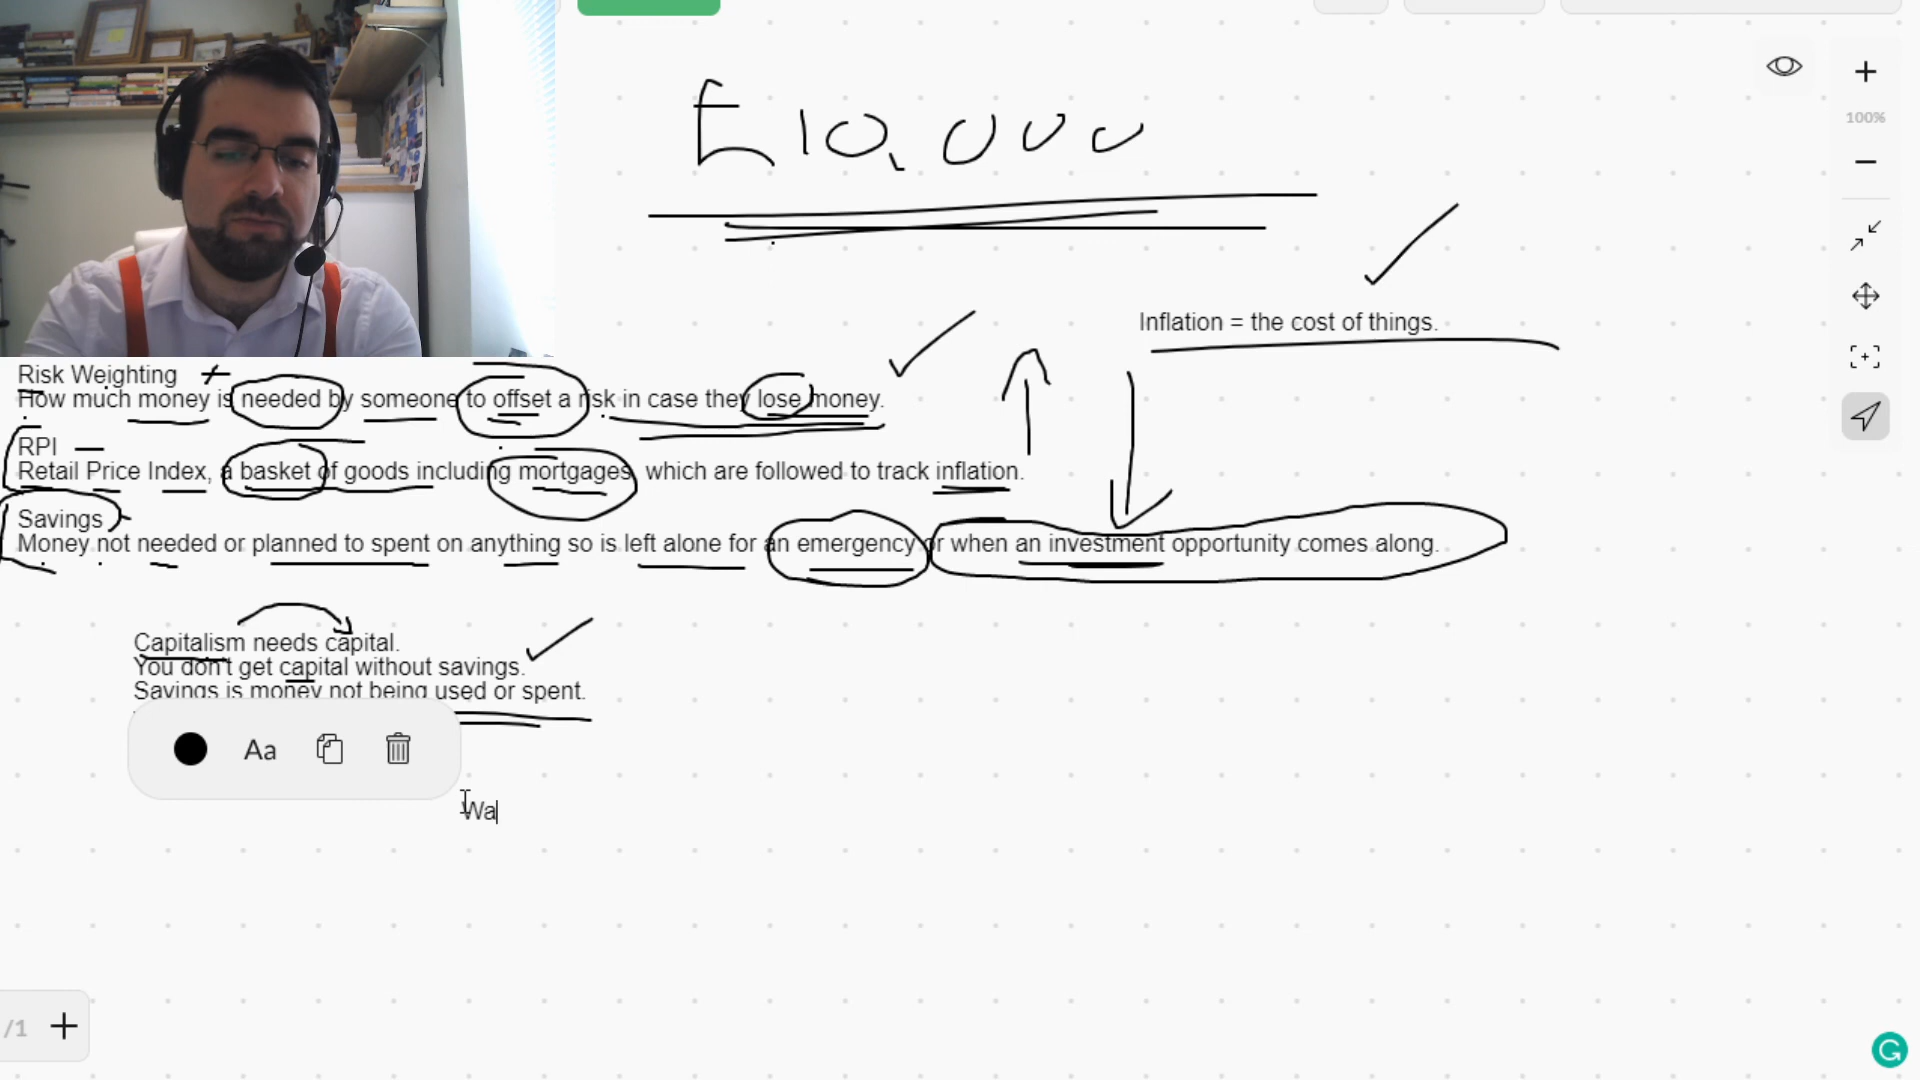 £10,000
100%
Inflation = the cost of things.
Risk Weighting
How much money is needed by someone to offset a risk in case they lose money.
RPI
Retail Price Index, a basket of goods including mortgages, which are followed to track inflation.
Savings
Money not needed or planned to spent on anything so is left alone for an emergency or when an investment opportunity comes along.
Capitalism needs capital.
You don't get capital without savings.
Savings is money not being used or spent.
Aa
Wa
/1